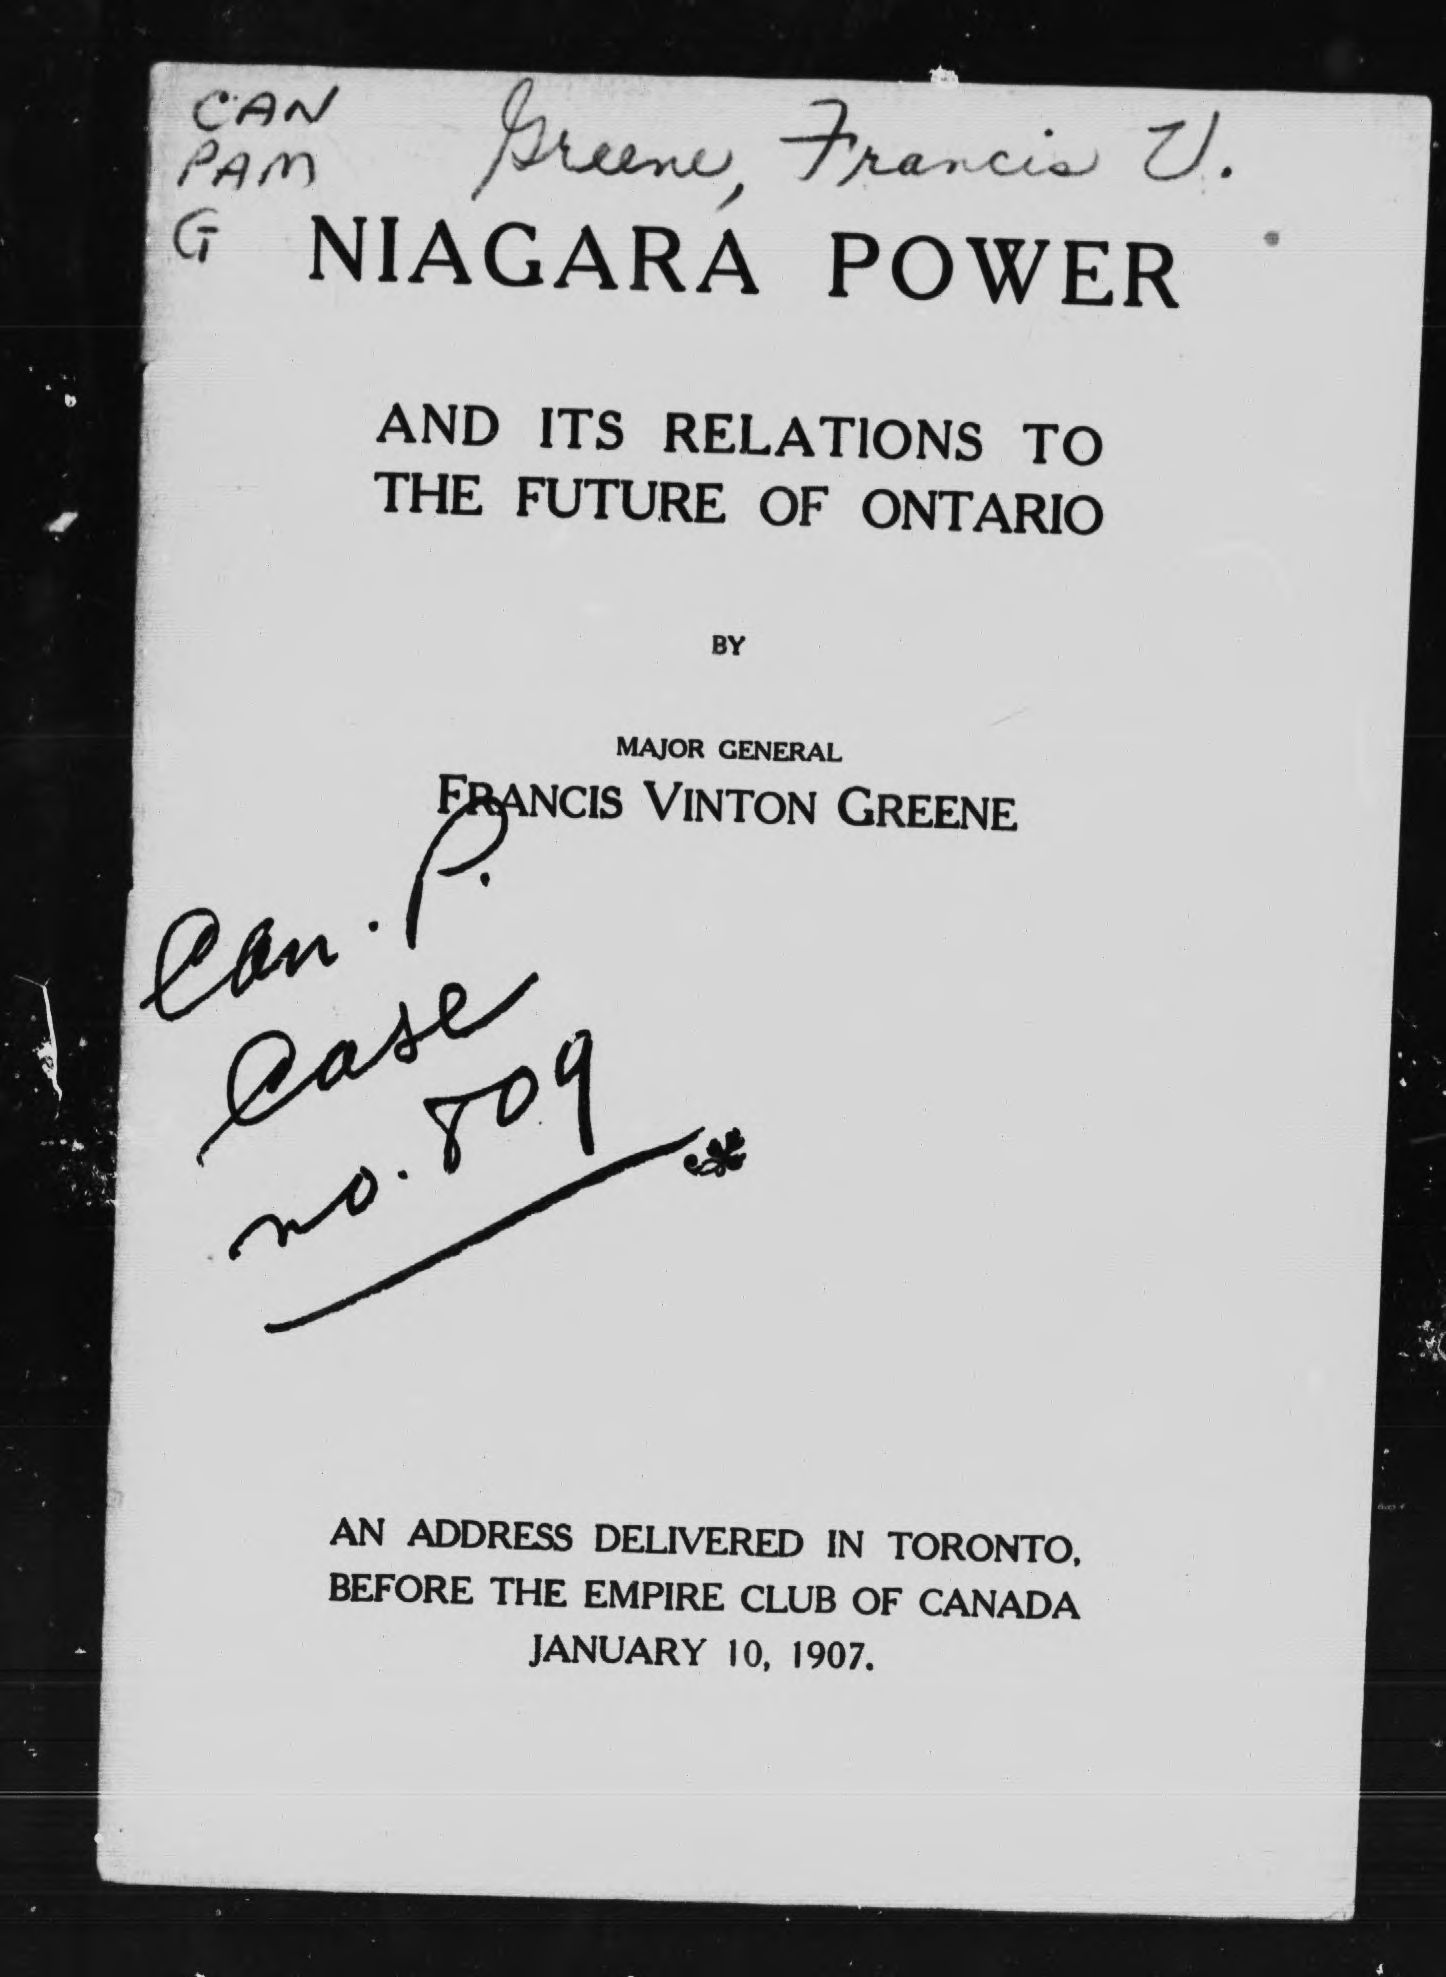 CAN
PAM
G
Greene, Francis V.
NIAGARA POWER
AND ITS RELATIONS TO
THE FUTURE OF ONTARIO
BY
MAJOR GENERAL
FRANCIS VINTON GREENE
Can. P.
Case
no. 809
AN ADDRESS DELIVERED IN TORONTO,
BEFORE THE EMPIRE CLUB OF CANADA
JANUARY 10, 1907.